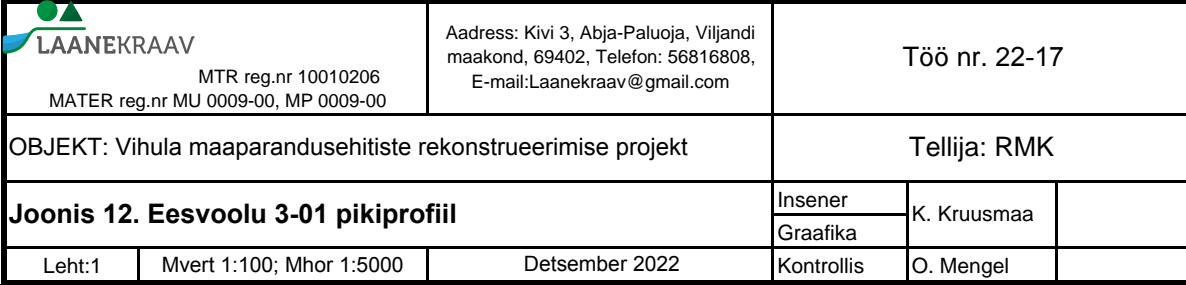 LAANEKRAAV
MTR reg.nr 10010206
MATER reg.nr MU 0009-00, MP 0009-00
Aadress: Kivi 3, Abja-Paluoja, Viljandi
maakond, 69402, Telefon: 56816808,
E-mail:Laanekraav@gmail.com
Töö nr. 22-17
OBJEKT: Vihula maaparandusehitiste rekonstrueerimise projekt
Tellija: RMK
Joonis 12. Eesvoolu 3-01 pikiprofiil
Insener
Graafika
K. Kruusmaa
Leht:1
Mvert 1:100; Mhor 1:5000
Detsember 2022
Kontrollis
O. Mengel